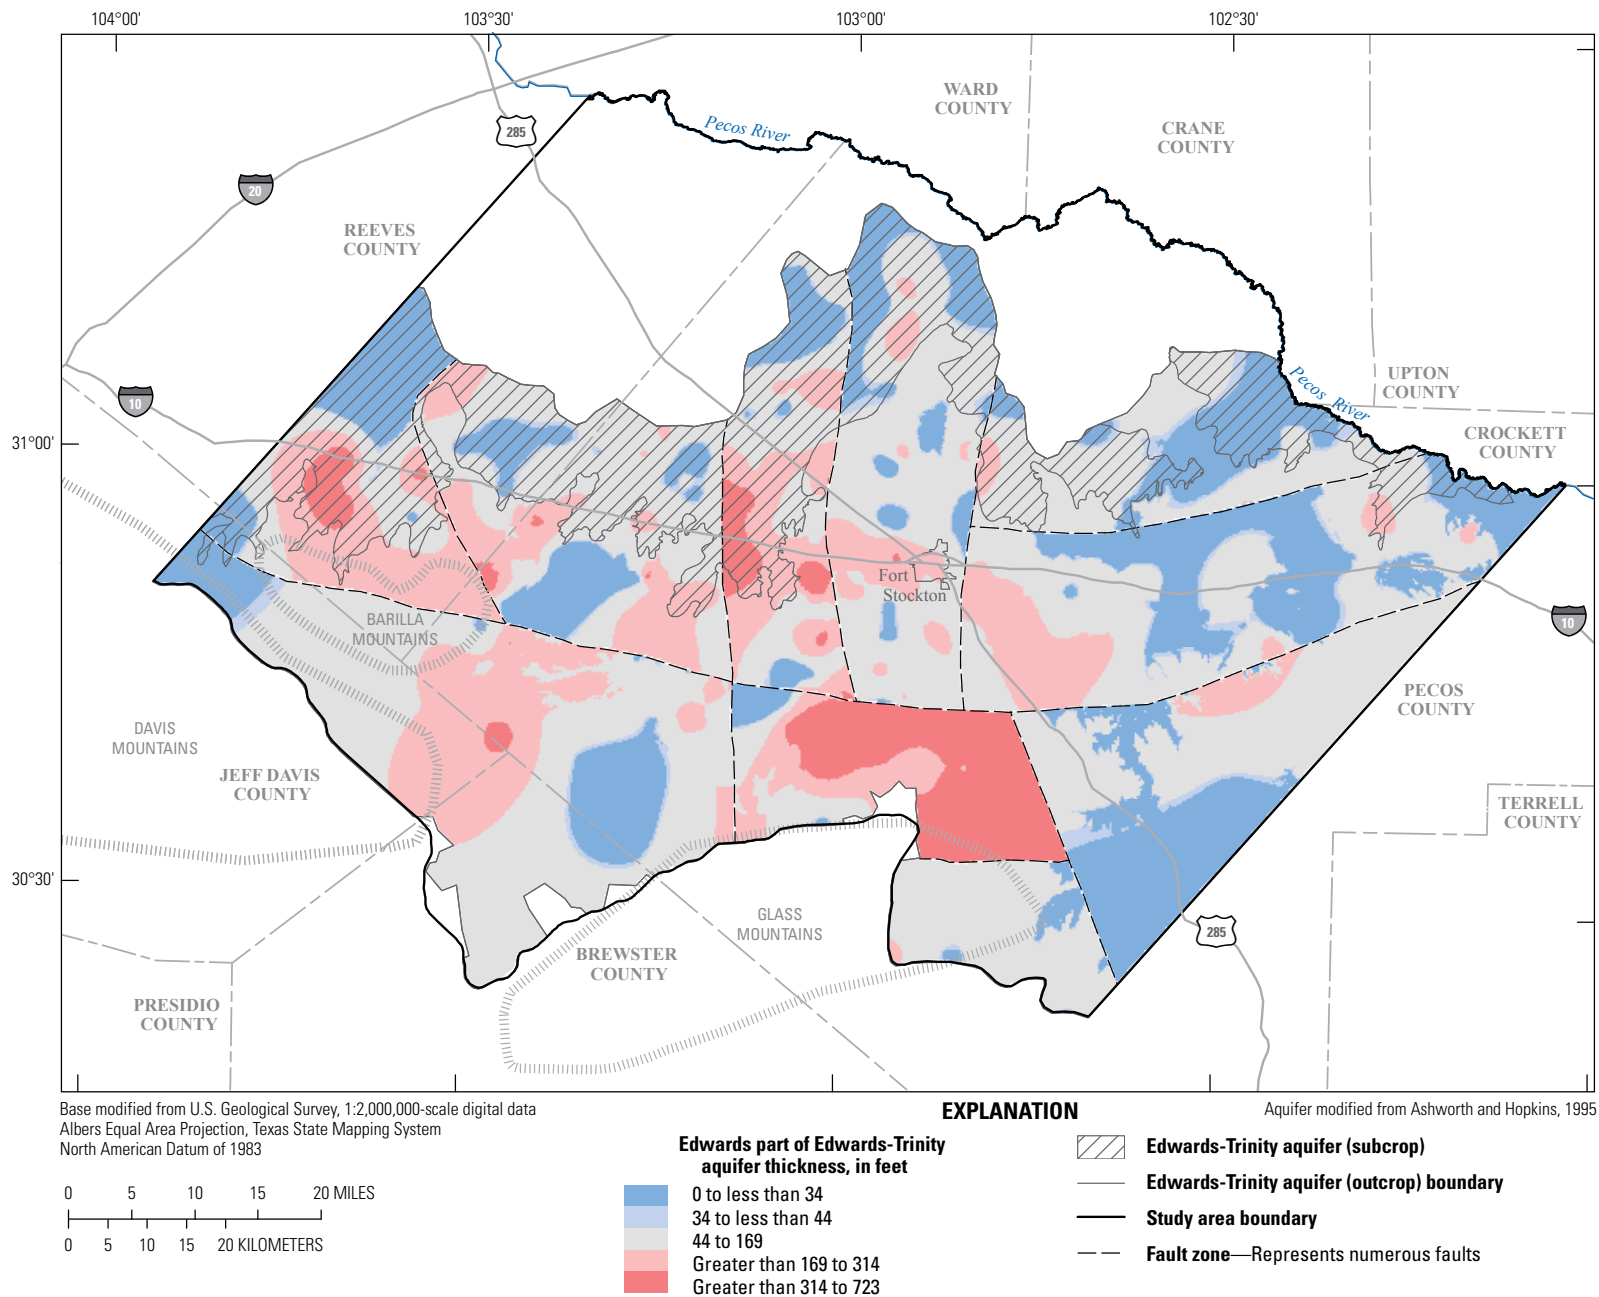 104°00'
103°30'
103°00'
102°30'
WARD
COUNTY
CRANE
COUNTY
Pecos River
285
20
REEVES
COUNTY
10
Pecos River
UPTON
COUNTY
31°00'
CROCKETT
COUNTY
Fort
Stockton
10
BARILLA
MOUNTAINS
PECOS
COUNTY
DAVIS
MOUNTAINS
JEFF DAVIS
COUNTY
TERRELL
COUNTY
30°30'
GLASS
MOUNTAINS
285
BREWSTER
COUNTY
PRESIDIO
COUNTY
Base modified from U.S. Geological Survey, 1:2,000,000-scale digital data
Albers Equal Area Projection, Texas State Mapping System
North American Datum of 1983
0 5 10 15 20 MILES
0 5 10 15 20 KILOMETERS
EXPLANATION
Aquifer modified from Ashworth and Hopkins, 1995
Edwards part of Edwards-Trinity
aquifer thickness, in feet
0 to less than 34
34 to less than 44
44 to 169
Greater than 169 to 314
Greater than 314 to 723
Edwards-Trinity aquifer (subcrop)
Edwards-Trinity aquifer (outcrop) boundary
Study area boundary
Fault zone—Represents numerous faults